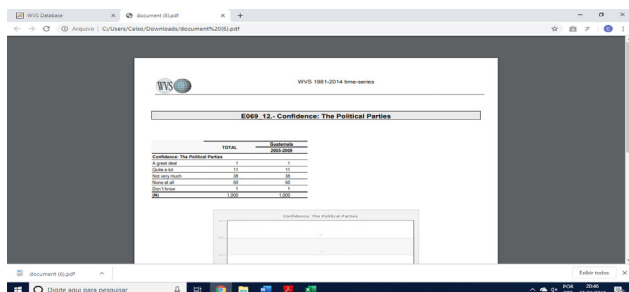 WVS Database
document (6).pdf
Arquivo | C:/Users/Celso/Downloads/document%20(6).pdf
WVS
WVS 1981-2014 time-series
E069_12.- Confidence: The Political Parties
TOTAL Guatemala
2005-2009
Confidence: The Political Parties
A great deal 1 1
Quite a lot 11 11
Not very much 38 38
None at all 50 50
Don't know 1 1
(N) 1,000 1,000
Confidence: The Political Parties
document (6).pdf
Exibir todos
Digite aqui para pesquisar
POR 20:46